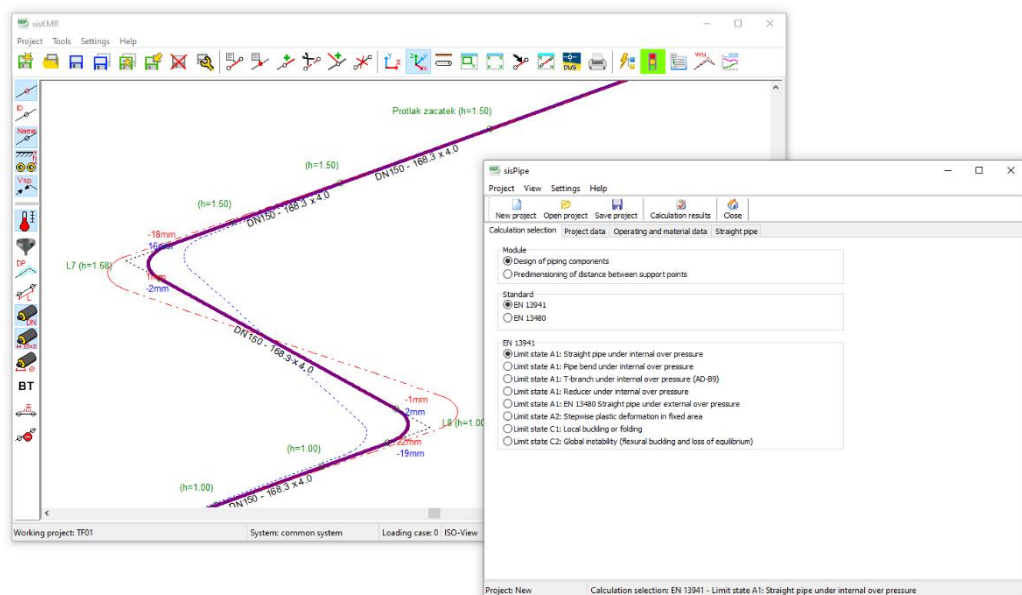 sisKMR
Project Tools Settings Help
DWG
ID
Name
h
Vsp.
DP
L
DN
BT
Protlak zacatek (h=1.50)
DN150 - 168.3 x 4.0
(h=1.50)
DN150 - 168.3 x 4.0
(h=1.50)
-18mm
L7 (h=1.68)
-2mm
DN150 - 168.3 x 4.0
-1mm
2mm
L8 (h=1.00
22mm
-19mm
(h=1.00)
DN150 - 168.3 x 4.0
(h=1.00)
Working project: TF01 System: common system Loading case: 0 ISO-View
sisPipe
Project View Settings Help
New project Open project Save project Calculation results Close
Calculation selection Project data Operating and material data Straight pipe
Module
Design of piping components
Predimensioning of distance between support points
Standard
EN 13941
EN 13480
EN 13941
Limit state A1: Straight pipe under internal over pressure
Limit state A1: Pipe bend under internal over pressure
Limit state A1: T-branch under internal over pressure (AD-B9)
Limit state A1: Reducer under internal over pressure
Limit state A1: EN 13480 Straight pipe under external over pressure
Limit state A2: Stepwise plastic deformation in fixed area
Limit state C1: Local buckling or folding
Limit state C2: Global instability (flexural buckling and loss of equilibrium)
Project: New Calculation selection: EN 13941 - Limit state A1: Straight pipe under internal over pressure